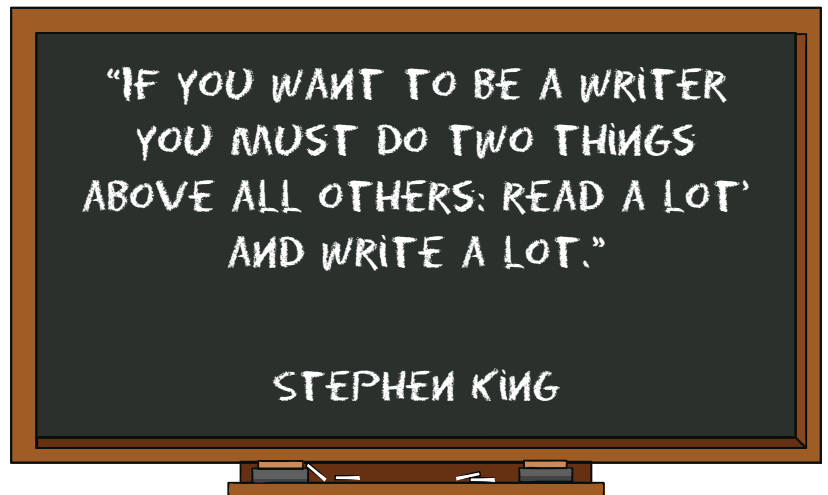 “IF YOU WANT TO BE A WRITER
YOU MUST DO TWO THINGS
ABOVE ALL OTHERS: READ A LOT’
AND WRITE A LOT.”
STEPHEN KING